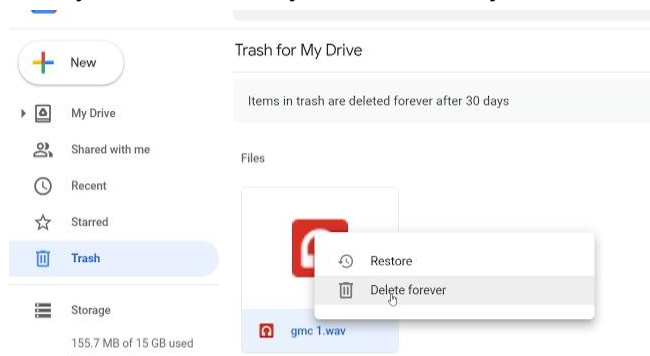 Trash for My Drive
New
Items in trash are deleted forever after 30 days
My Drive
Shared with me
Files
Recent
Starred
Trash
Restore
Delete forever
Storage
gmc 1.wav
155.7 MB of 15 GB used